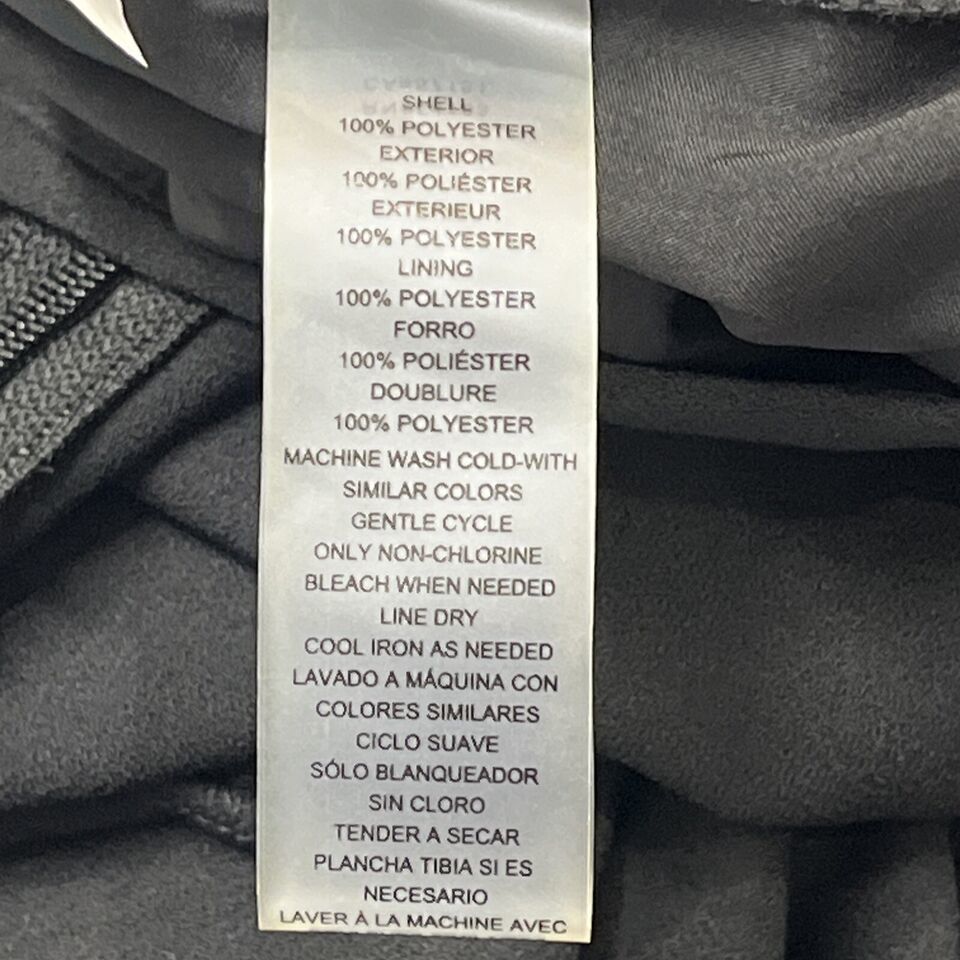 SHELL
100% POLYESTER
EXTERIOR
100% POLIÉSTER
EXTERIEUR
100% POLYESTER
LINING
100% POLYESTER
FORRO
100% POLIÉSTER
DOUBLURE
100% POLYESTER
MACHINE WASH COLD-WITH
SIMILAR COLORS
GENTLE CYCLE
ONLY NON-CHLORINE
BLEACH WHEN NEEDED
LINE DRY
COOL IRON AS NEEDED
LAVADO A MÁQUINA CON
COLORES SIMILARES
CICLO SUAVE
SÓLO BLANQUEADOR
SIN CLORO
TENDER A SECAR
PLANCHA TIBIA SI ES
NECESARIO
LAVER À LA MACHINE AVEC